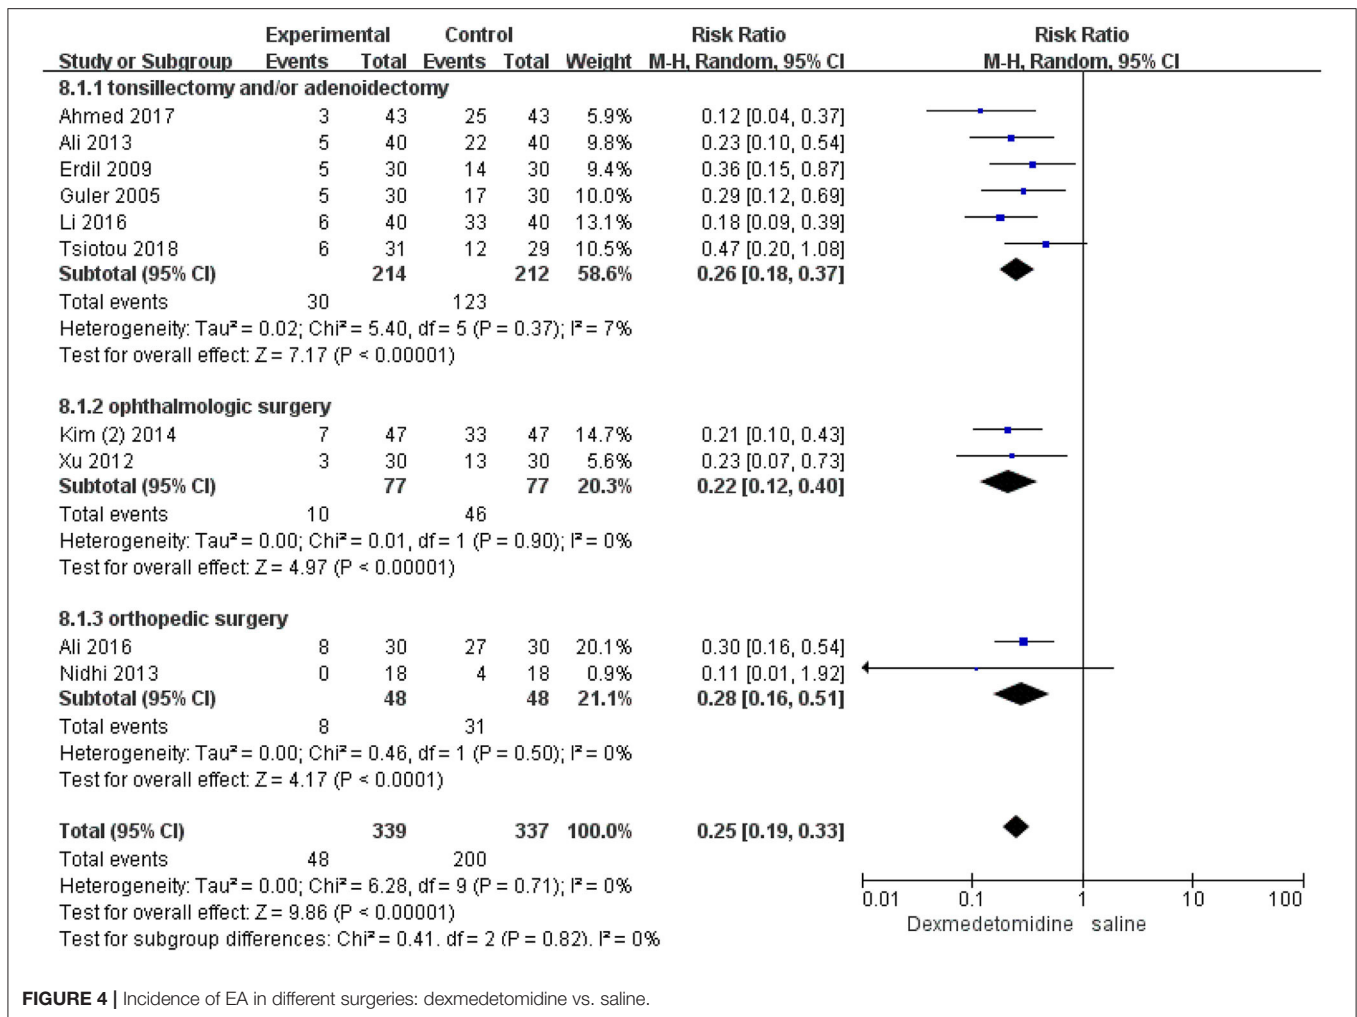 Experimental Control Risk Ratio Risk Ratio
Study or Subgroup Events Total Events Total Weight M-H, Random, 95% CI M-H, Random, 95% CI
8.1.1 tonsillectomy and/or adenoidectomy
Ahmed 2017 3 43 25 43 5.9% 0.12 [0.04, 0.37]
Ali 2013 5 40 22 40 9.8% 0.23 [0.10, 0.54]
Erdil 2009 5 30 14 30 9.4% 0.36 [0.15, 0.87]
Guler 2005 5 30 17 30 10.0% 0.29 [0.12, 0.69]
Li 2016 6 40 33 40 13.1% 0.18 [0.09, 0.39]
Tsiotou 2018 6 31 12 29 10.5% 0.47 [0.20, 1.08]
Subtotal (95% CI) 214 212 58.6% 0.26 [0.18, 0.37]
Total events 30 123
Heterogeneity: Tau² = 0.02; Chi² = 5.40, df = 5 (P = 0.37); I² = 7%
Test for overall effect: Z = 7.17 (P < 0.00001)
8.1.2 ophthalmologic surgery
Kim (2) 2014 7 47 33 47 14.7% 0.21 [0.10, 0.43]
Xu 2012 3 30 13 30 5.6% 0.23 [0.07, 0.73]
Subtotal (95% CI) 77 77 20.3% 0.22 [0.12, 0.40]
Total events 10 46
Heterogeneity: Tau² = 0.00; Chi² = 0.01, df = 1 (P = 0.90); I² = 0%
Test for overall effect: Z = 4.97 (P < 0.00001)
8.1.3 orthopedic surgery
Ali 2016 8 30 27 30 20.1% 0.30 [0.16, 0.54]
Nidhi 2013 0 18 4 18 0.9% 0.11 [0.01, 1.92]
Subtotal (95% CI) 48 48 21.1% 0.28 [0.16, 0.51]
Total events 8 31
Heterogeneity: Tau² = 0.00; Chi² = 0.46, df = 1 (P = 0.50); I² = 0%
Test for overall effect: Z = 4.17 (P < 0.0001)
Total (95% CI) 339 337 100.0% 0.25 [0.19, 0.33]
Total events 48 200
Heterogeneity: Tau² = 0.00; Chi² = 6.28, df = 9 (P = 0.71); I² = 0%
Test for overall effect: Z = 9.86 (P < 0.00001)
Test for subgroup differences: Chi² = 0.41. df = 2 (P = 0.82). I² = 0%
0.01 0.1 1 10 100
Dexmedetomidine saline
FIGURE 4 | Incidence of EA in different surgeries: dexmedetomidine vs. saline.